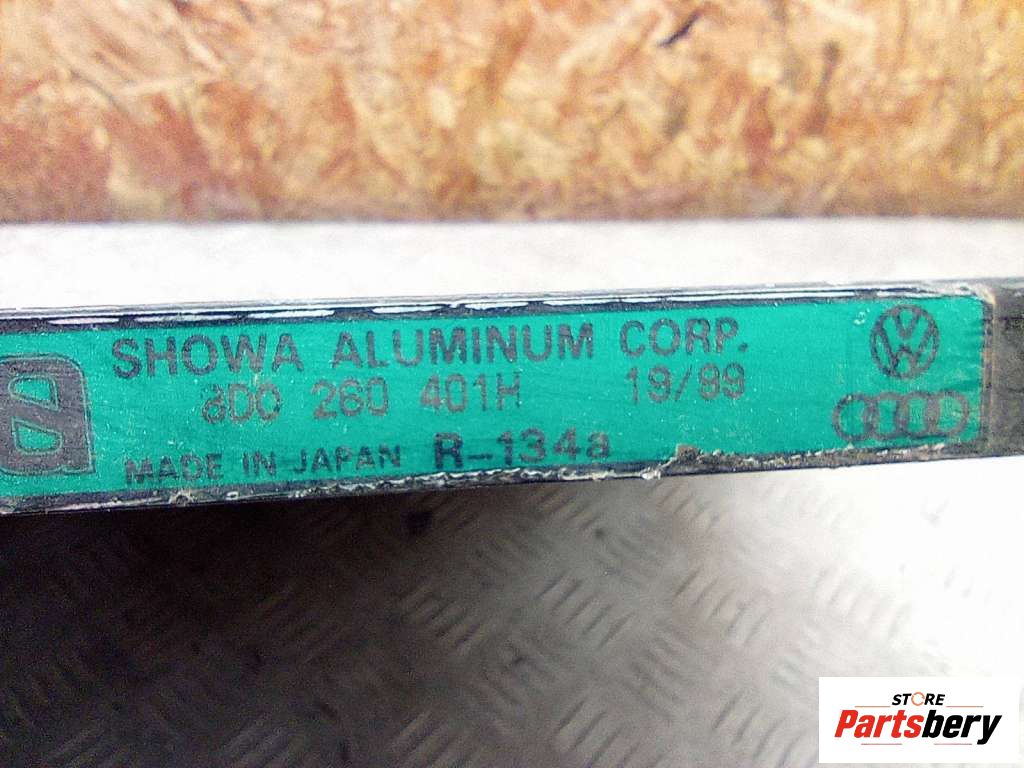 SHOWA ALUMINUM CORP.
8D0 260 401H 19/99
MADE IN JAPAN R-134a
STORE
Partsbery